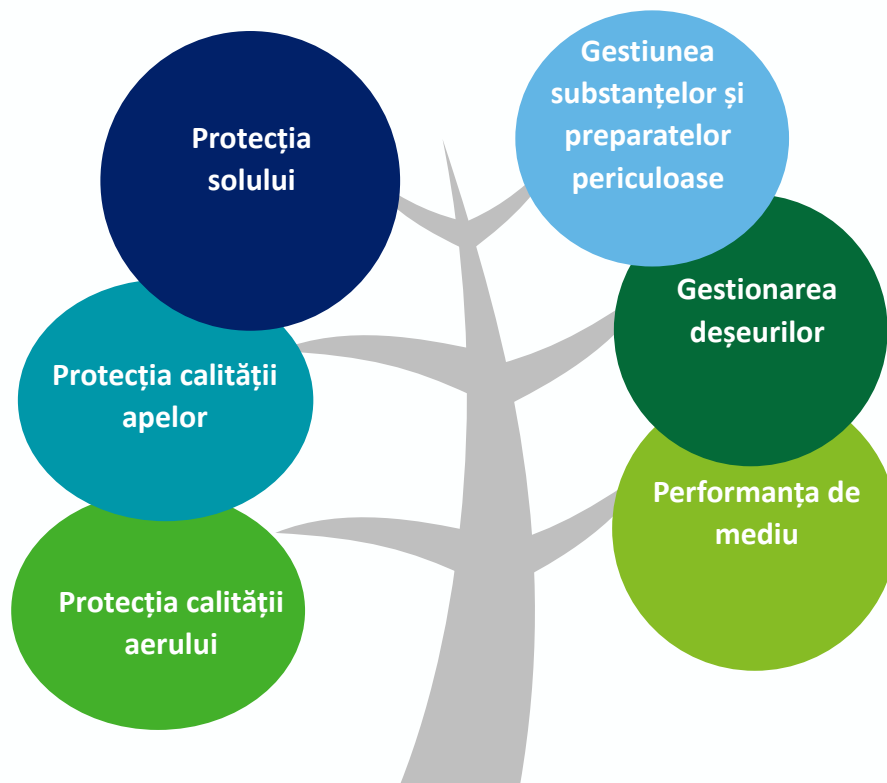 Protecția
solului
Protecția calității
apelor
Protecția calității
aerului
Gestiunea
substanțelor și
preparatelor
periculoase
Gestionarea
deșeurilor
Performanța de
mediu